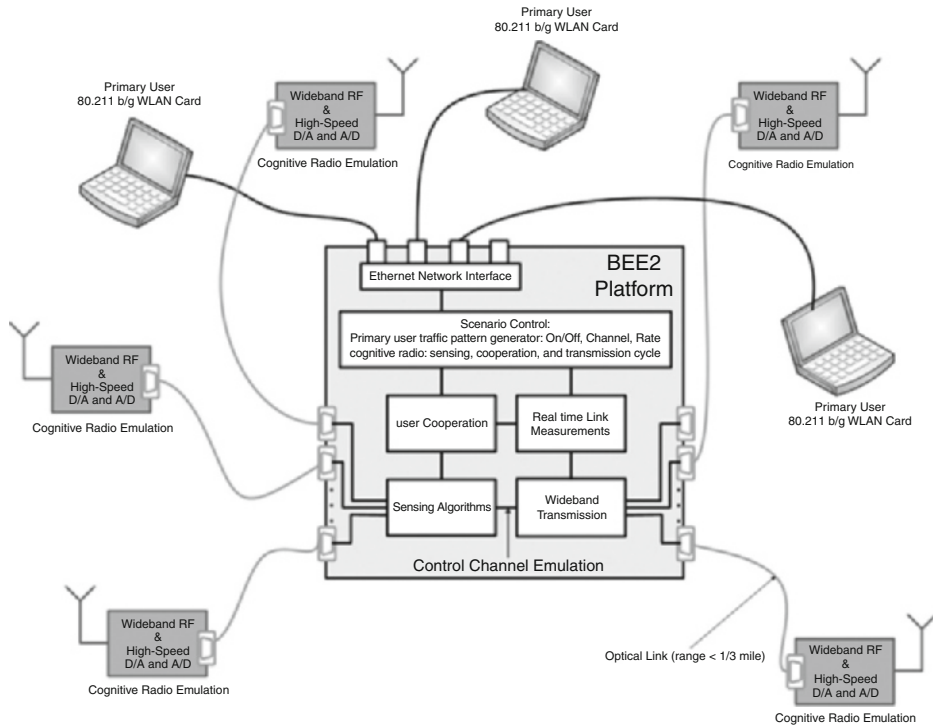 Primary User
80.211 b/g WLAN Card
Primary User
80.211 b/g WLAN Card
Wideband RF
&
High-Speed
D/A and A/D
Cognitive Radio Emulation
Wideband RF
&
High-Speed
D/A and A/D
Cognitive Radio Emulation
BEE2
Platform
Ethernet Network Interface
Scenario Control:
Primary user traffic pattern generator: On/Off, Channel, Rate
cognitive radio: sensing, cooperation, and transmission cycle
Wideband RF
&
High-Speed
D/A and A/D
Cognitive Radio Emulation
user Cooperation
Real time Link
Measurements
Primary User
80.211 b/g WLAN Card
Sensing Algorithms
Wideband
Transmission
Control Channel Emulation
Wideband RF
&
High-Speed
D/A and A/D
Cognitive Radio Emulation
Optical Link (range < 1/3 mile)
Wideband RF
&
High-Speed
D/A and A/D
Cognitive Radio Emulation